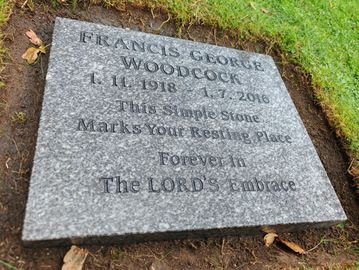 FRANCIS GEORGE
WOODCOCK
1. 11. 1918 - 1. 7. 2016
This Simple Stone
Marks Your Resting Place
Forever in
The LORD'S Embrace